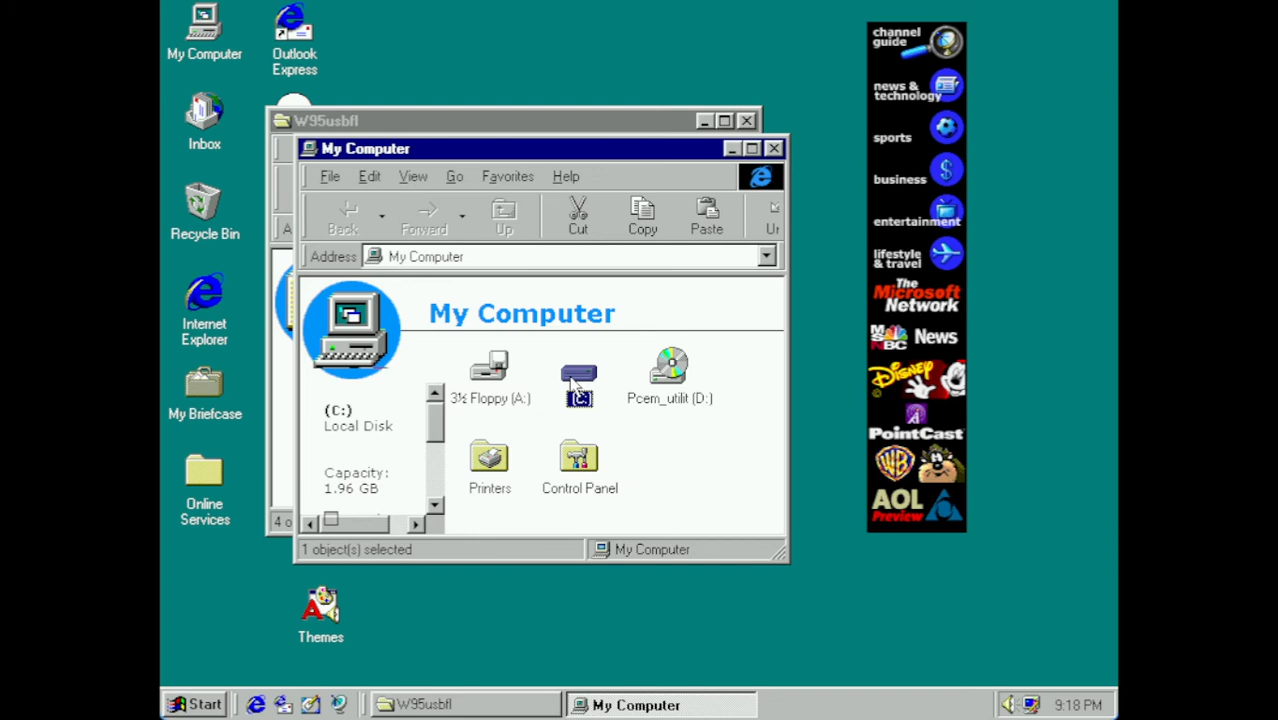 My Computer
Outlook
Express
Inbox
Recycle Bin
Internet
Explorer
My Briefcase
Online
Services
Themes
W95usbfl
My Computer
File Edit View Go Favorites Help
Back Forward Up Cut Copy Paste
Address My Computer
My Computer
3½ Floppy (A:)
(C:)
Pcem_utilit (D:)
Printers
Control Panel
(C:)
Local Disk
Capacity:
1.96 GB
1 object(s) selected
My Computer
channel
guide
news &
technology
sports
business
entertainment
lifestyle
& travel
The
Microsoft
Network
MSNBC News
Disney
PointCast
WB
AOL
Preview
Start
W95usbfl
My Computer
9:18 PM